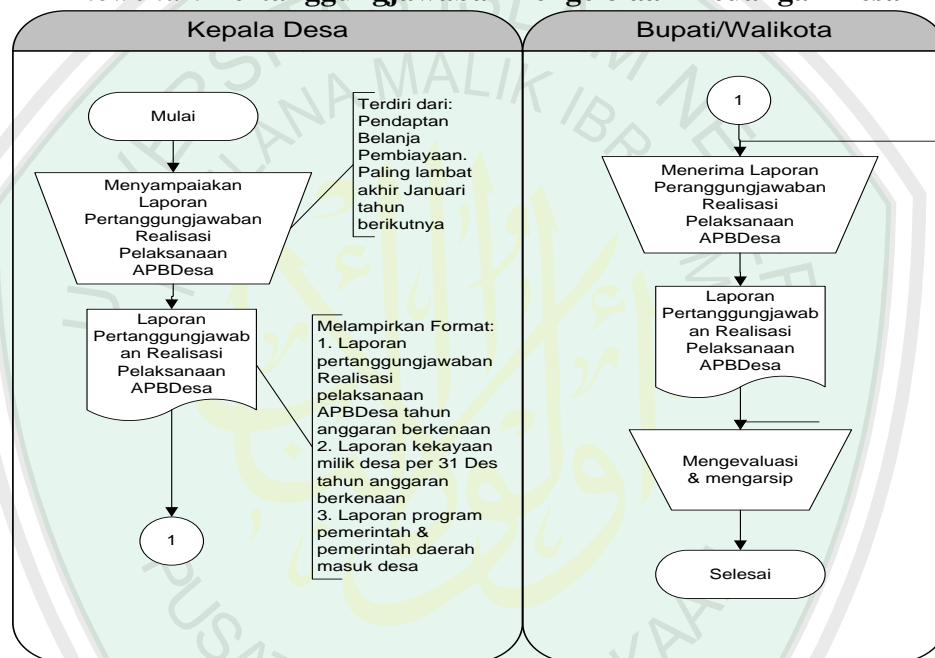 Kepala Desa
Mulai
Terdiri dari:
Pendaptan
Belanja
Pembiayaan.
Paling lambat
akhir Januari
tahun
berikutnya
Menyampaiakan
Laporan
Pertanggungjawaban
Realisasi
Pelaksanaan
APBDesa
Laporan
Pertanggungjawab
an Realisasi
Pelaksanaan
APBDesa
Melampirkan Format:
1. Laporan
pertanggungjawaban
Realisasi
pelaksanaan
APBDesa tahun
anggaran berkenaan
2. Laporan kekayaan
milik desa per 31 Des
tahun anggaran
berkenaan
3. Laporan program
pemerintah &
pemerintah daerah
masuk desa
1
Bupati/Walikota
1
Menerima Laporan
Peranggungjawaban
Realisasi
Pelaksanaan
APBDesa
Laporan
Pertanggungjawab
an Realisasi
Pelaksanaan
APBDesa
Mengevaluasi
& mengarsip
Selesai